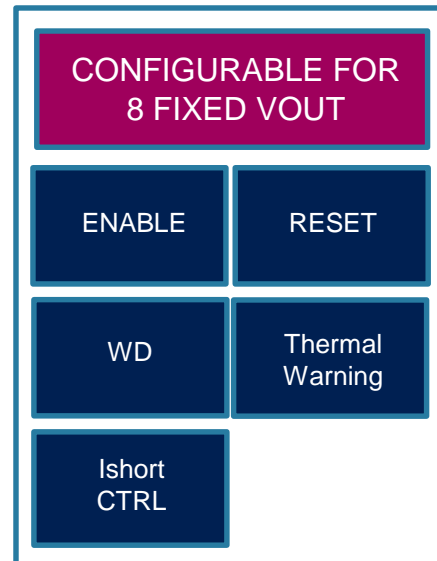 CONFIGURABLE FOR
8 FIXED VOUT
ENABLE
RESET
WD
Thermal
Warning
Ishort
CTRL